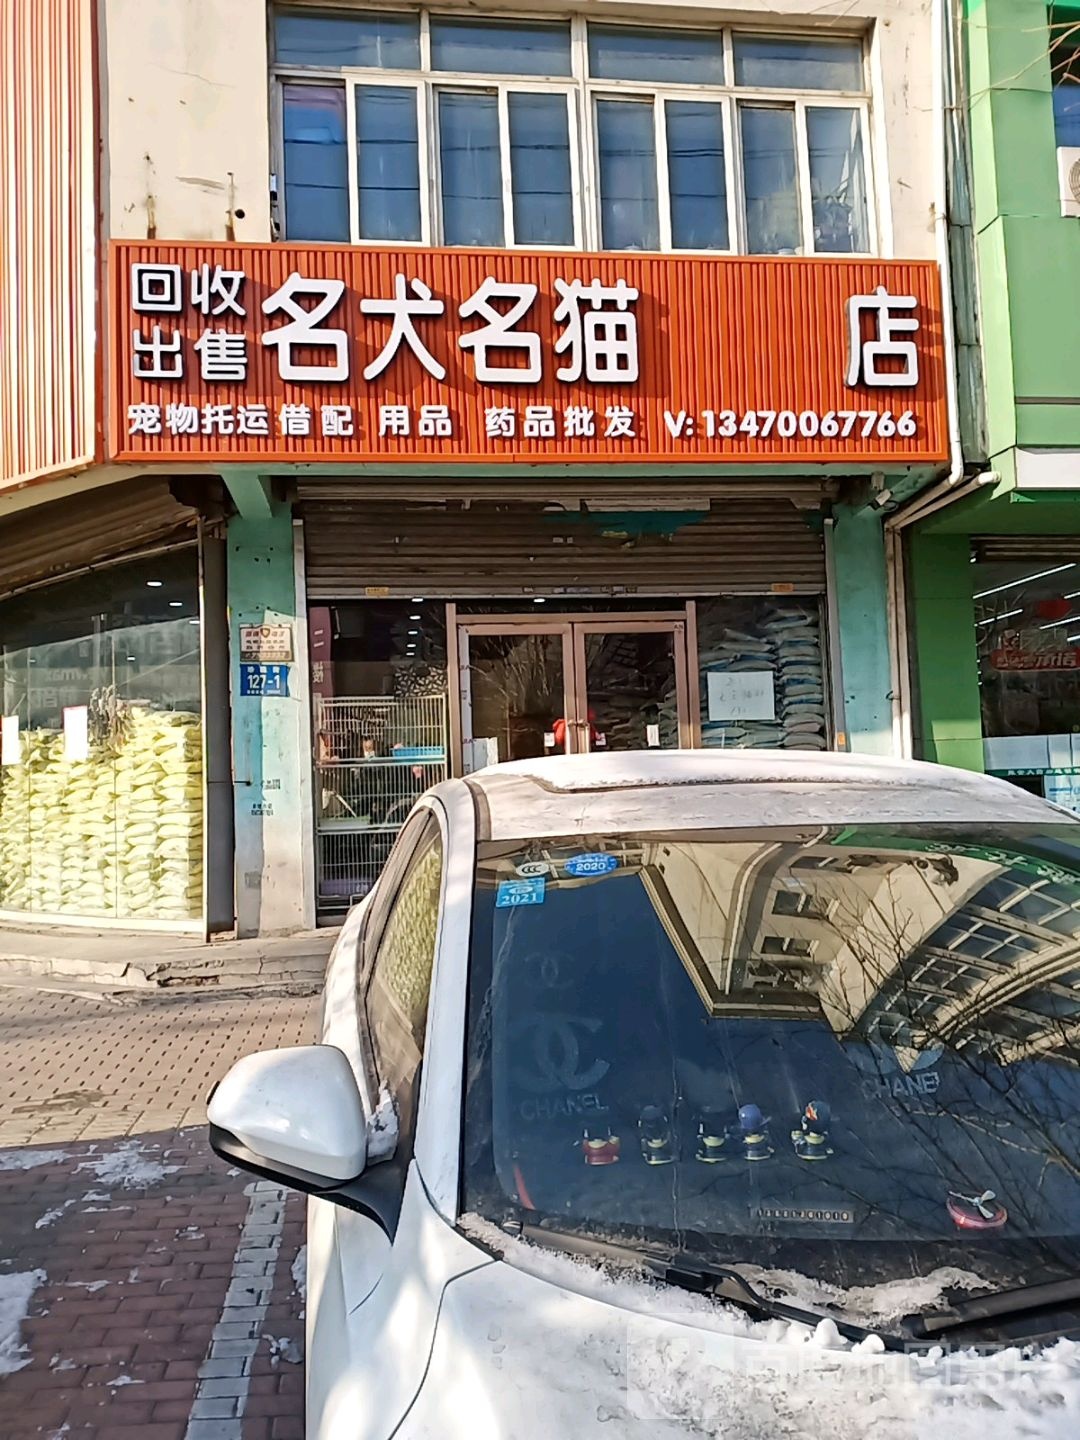 回收
出售
名犬名猫 店
宠物托运借配 用品 药品批发 V:13470067766
127-1
2020
2021
CHANEL
CHANEL